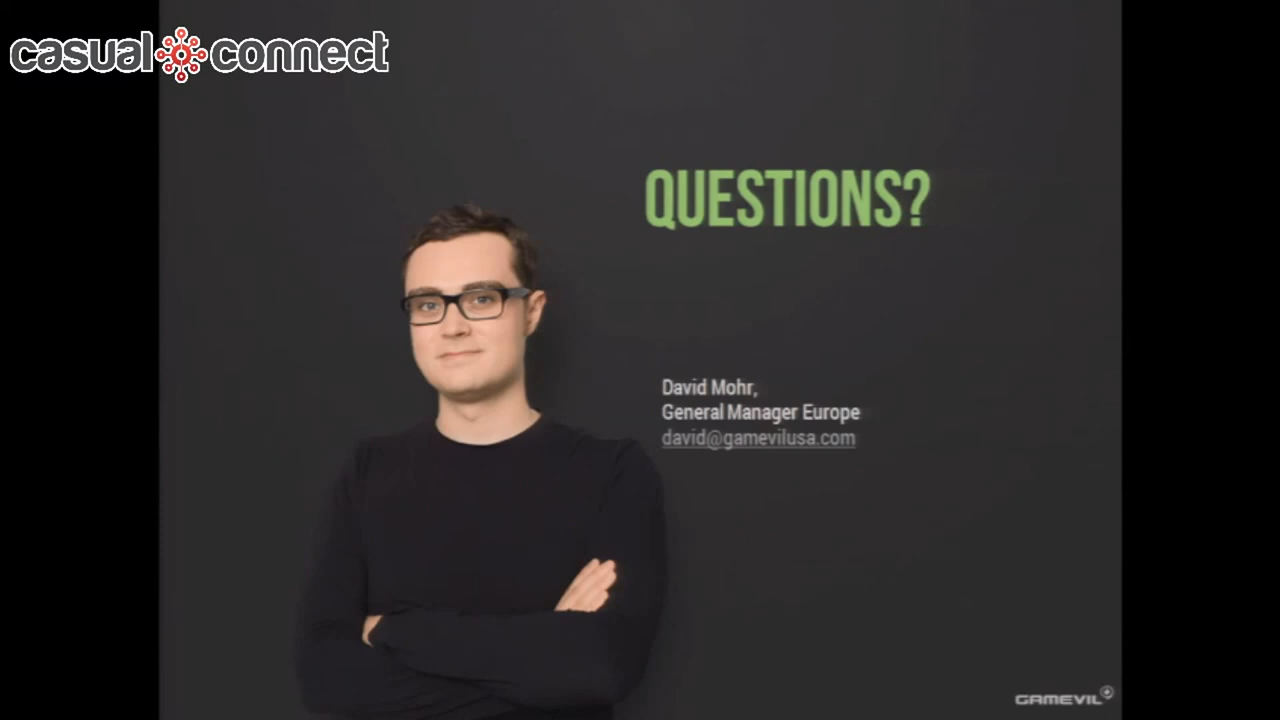 casual connect
QUESTIONS?
David Mohr,
General Manager Europe
david@gamevilusa.com
GAMEVIL